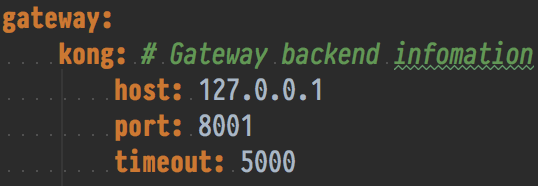 gateway:
    kong: # Gateway backend infomation
        host: 127.0.0.1
        port: 8001
        timeout: 5000